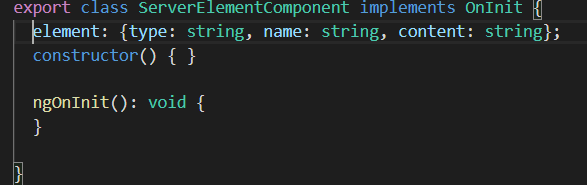 export class ServerElementComponent implements OnInit {
element: {type: string, name: string, content: string};
constructor() { }
ngOnInit(): void {
}
}